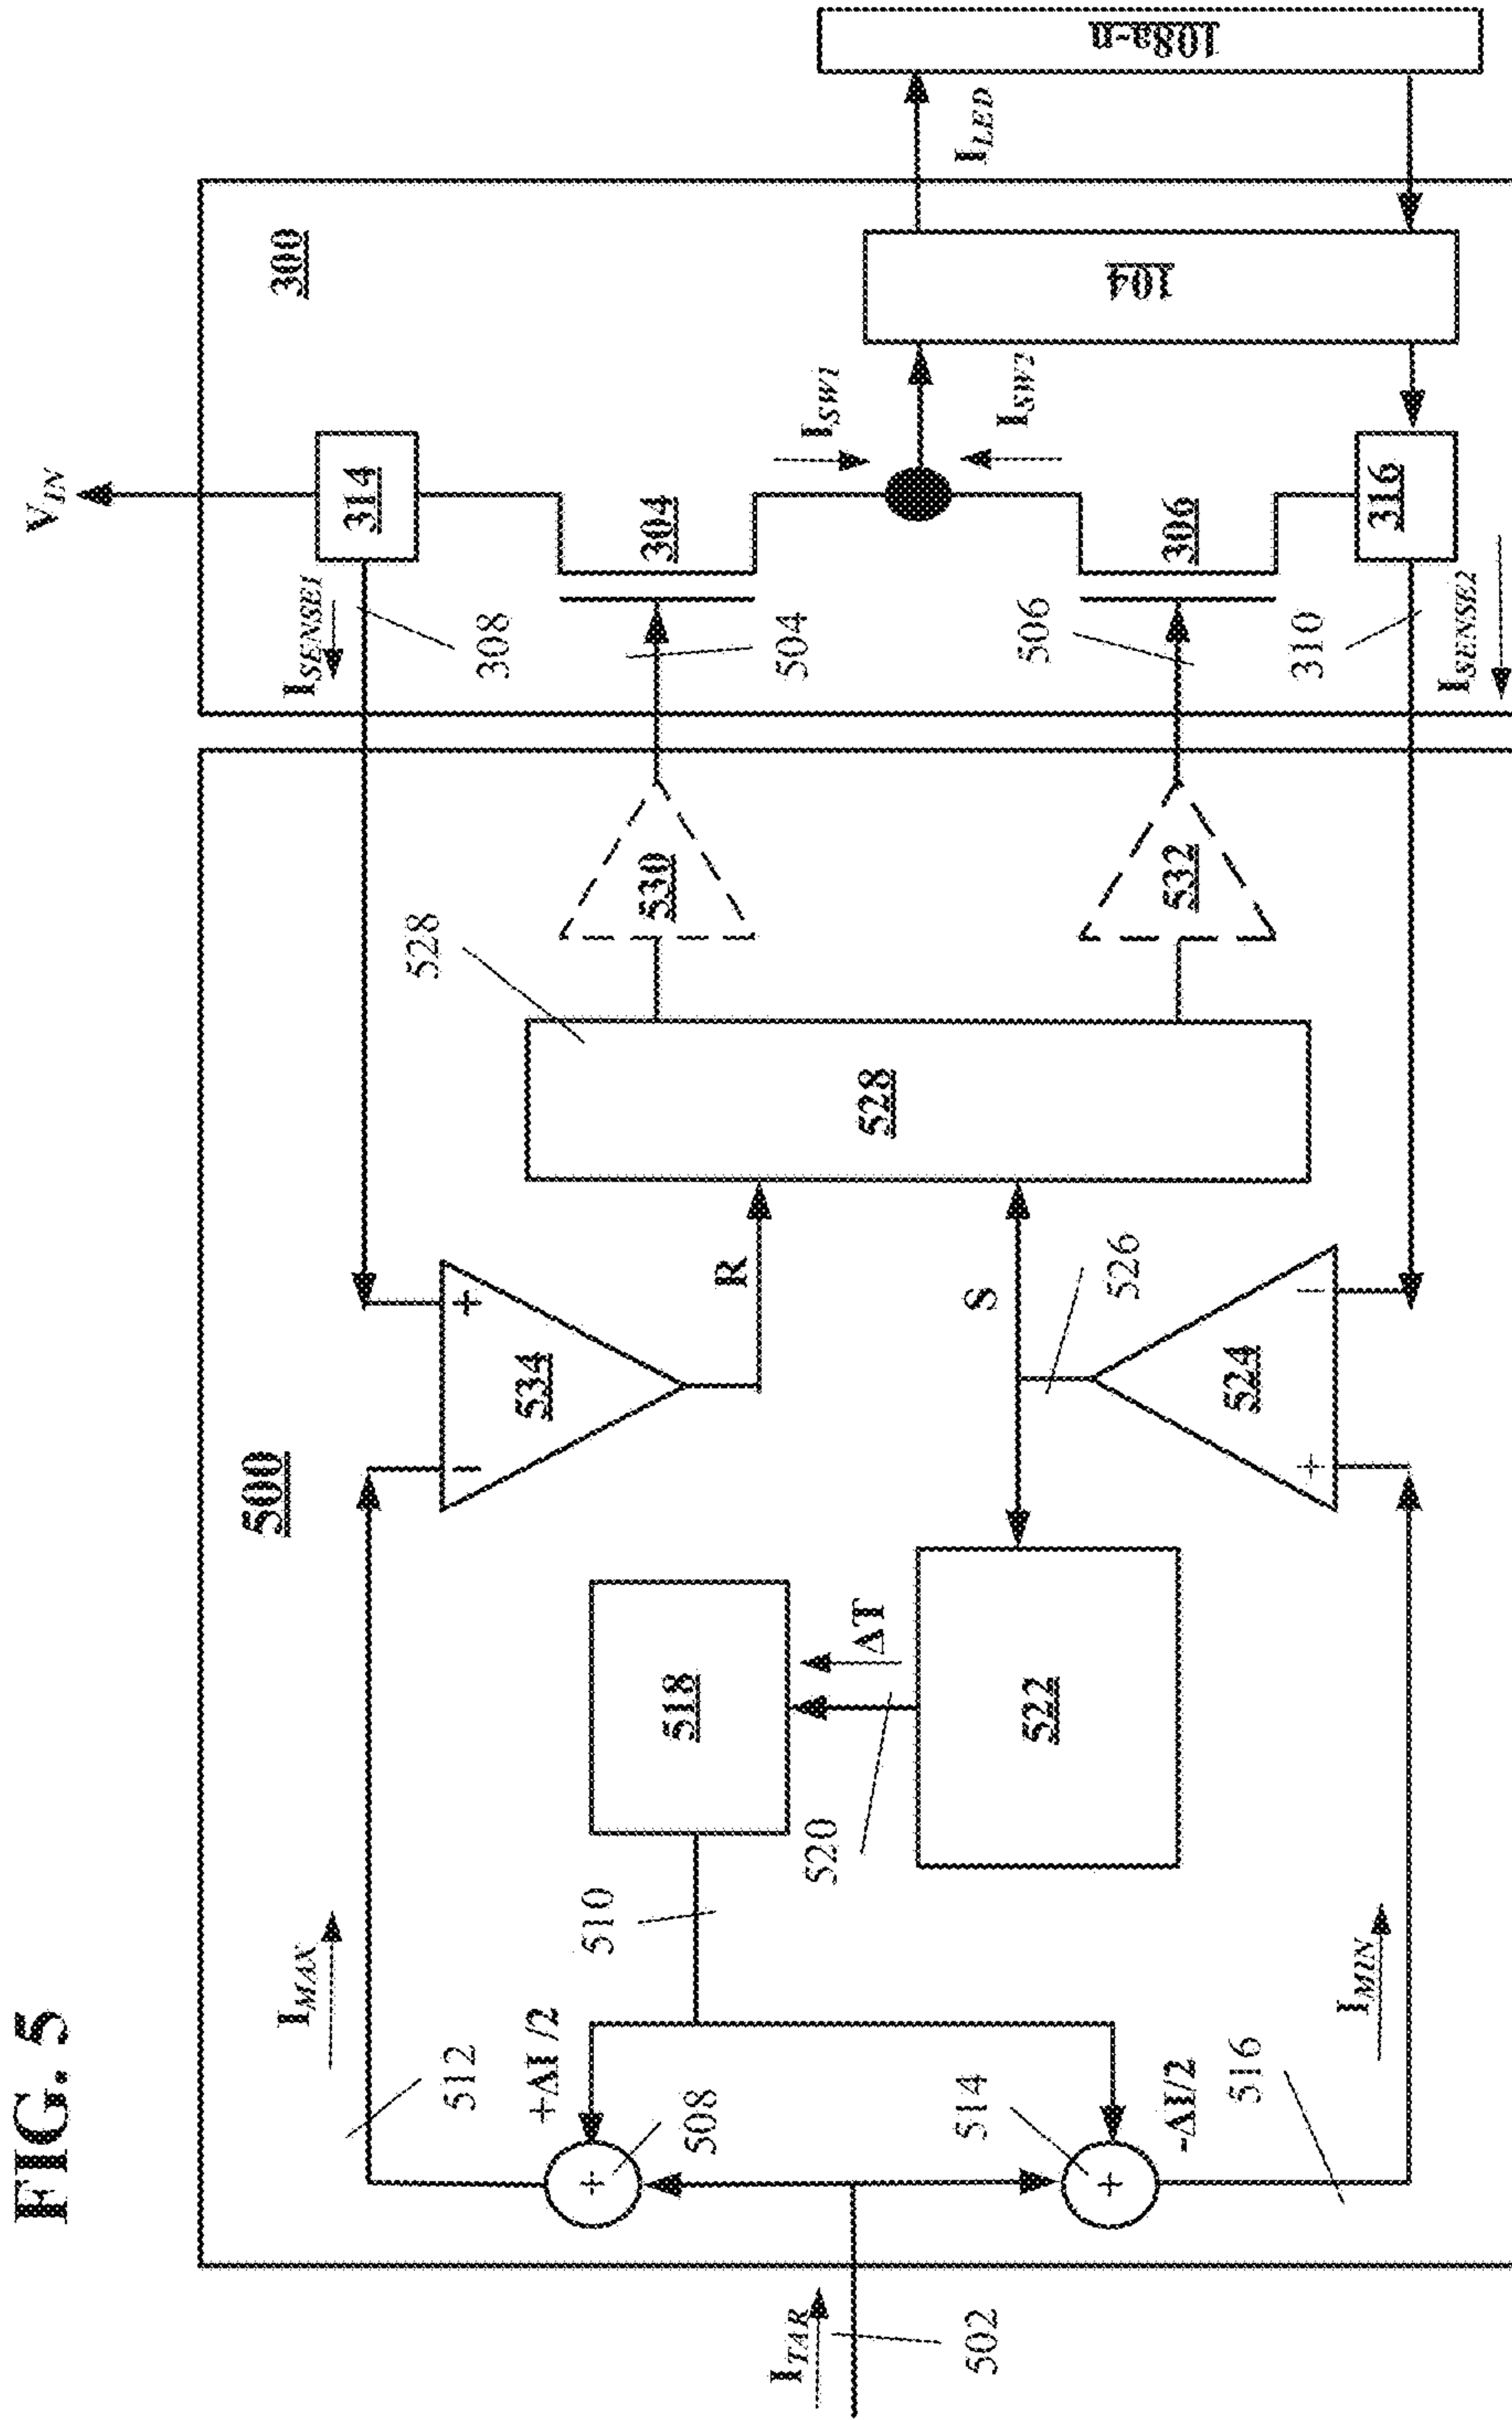 FIG. 5
500
300
V_IN
I_TAR
502
I_MAX
512
+ΔI /2
508
+
514
+
-ΔI/2
516
I_MIN
510
518
520
ΔT
522
534
-
+
R
S
526
524
+
-
528
528
530
532
I_SENSE1
308
504
506
310
I_SENSE2
314
304
306
316
I_SW1
I_SW2
104
I_LED
108a-n